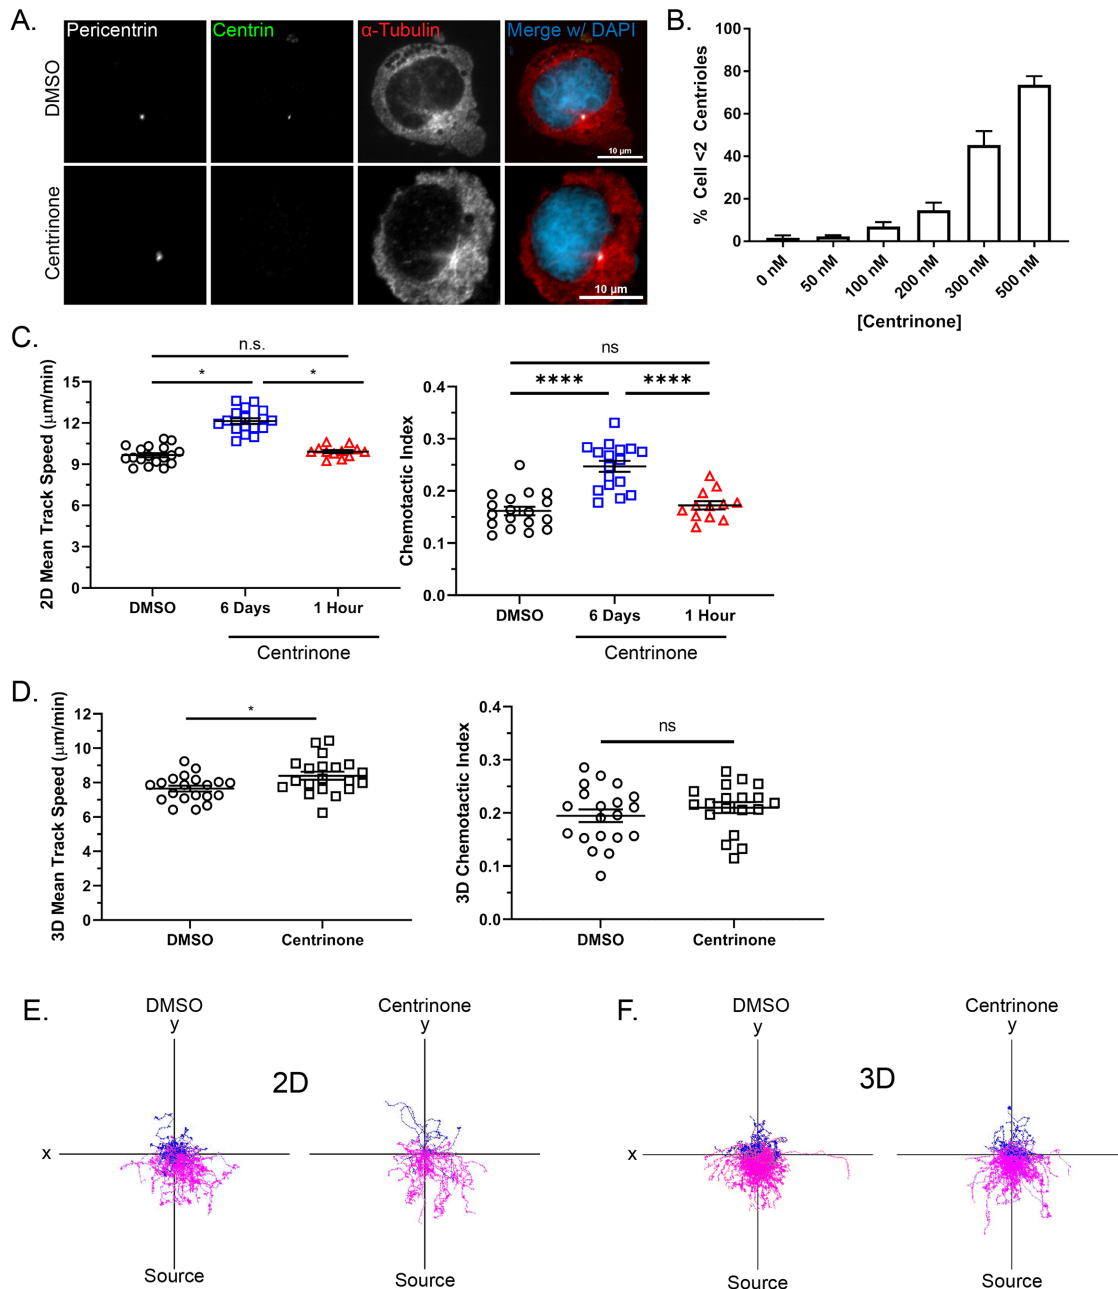 A.
Pericentrin Centrin α-Tubulin Merge w/ DAPI
DMSO
10 µm
Centrinone
10 µm
B.
% Cell <2 Centrioles
100
80
60
40
20
0
0 nM 50 nM 100 nM 200 nM 300 nM 500 nM
[Centrinone]
C.
2D Mean Track Speed (µm/min)
n.s.
* *
15
12
9
6
3
0
DMSO 6 Days 1 Hour
Centrinone
Chemotactic Index
ns
**** ****
0.4
0.3
0.2
0.1
0.0
DMSO 6 Days 1 Hour
Centrinone
D.
3D Mean Track Speed (µm/min)
*
12
10
8
6
4
2
0
DMSO Centrinone
3D Chemotactic Index
ns
0.4
0.3
0.2
0.1
0.0
DMSO Centrinone
E.
DMSO Centrinone
y y
2D
x
Source Source
F.
DMSO Centrinone
y y
3D
x
Source Source